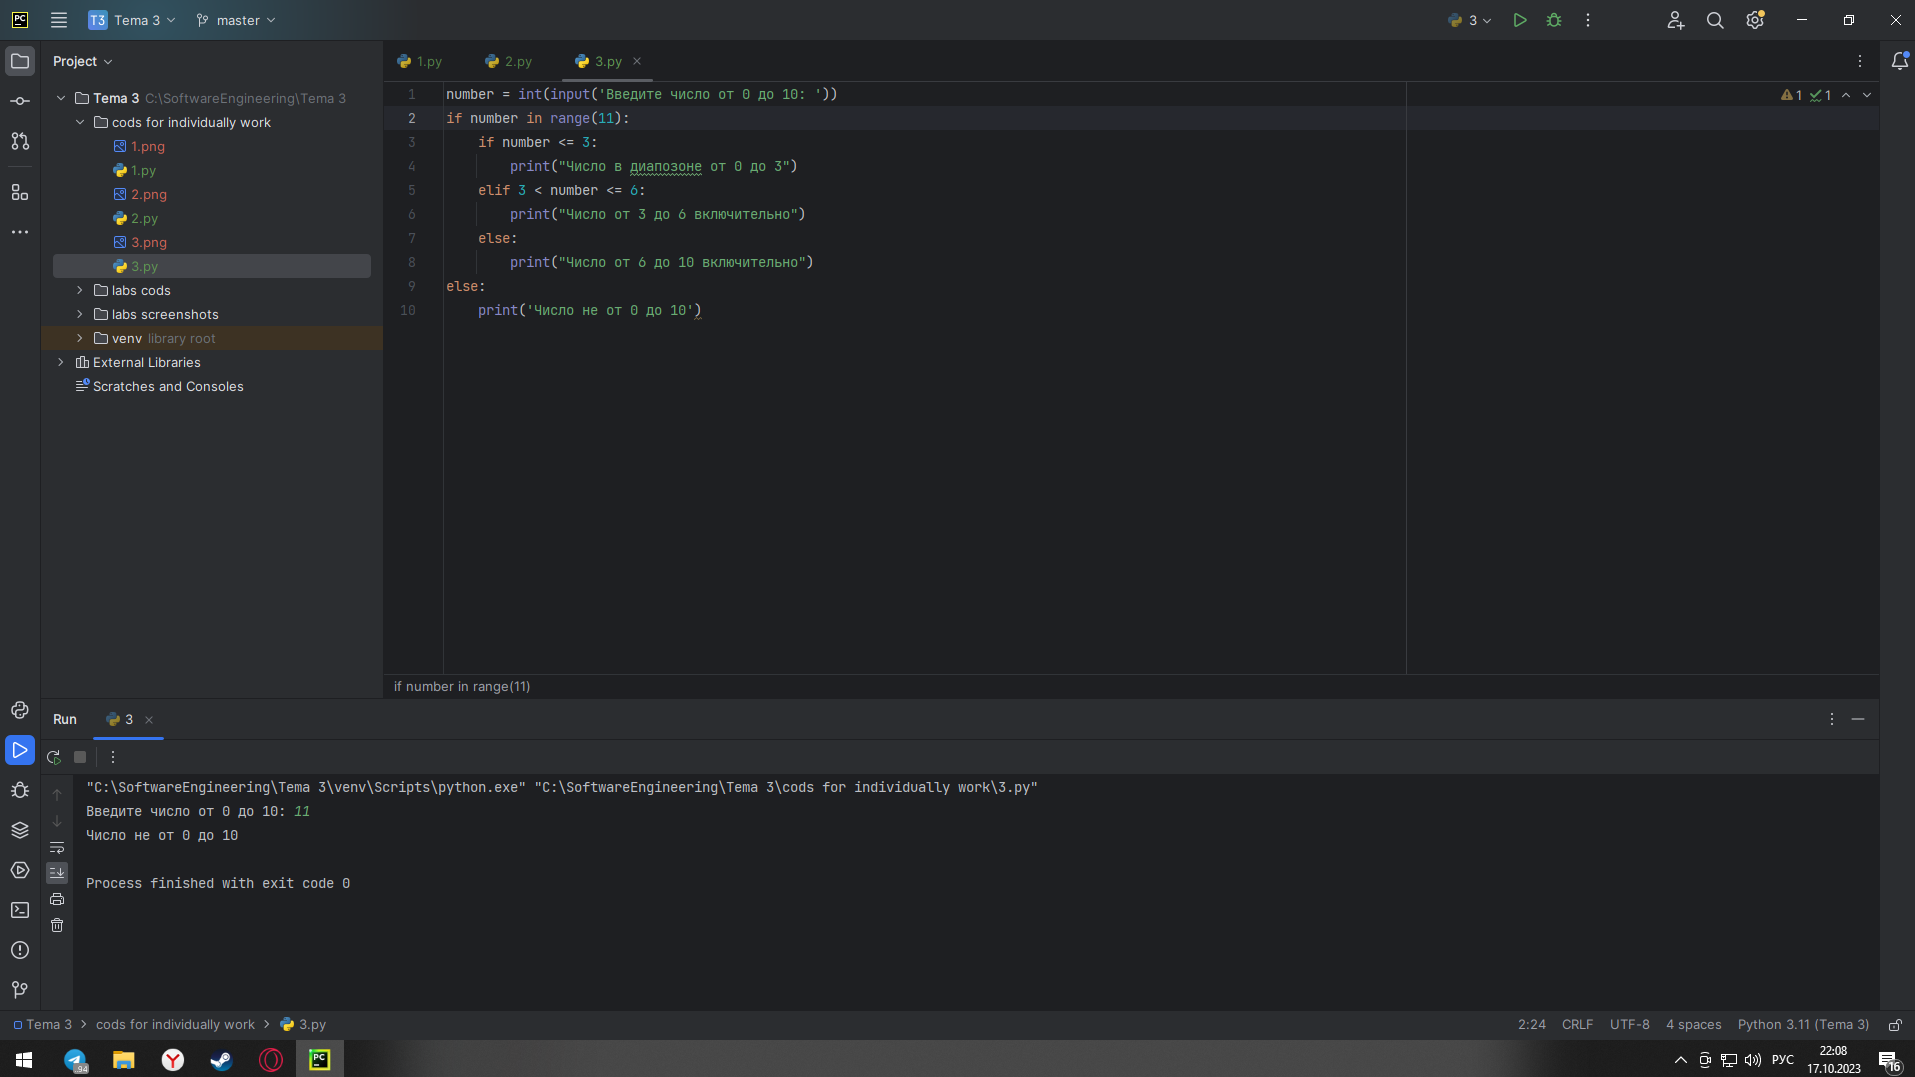 T3 Tema 3 master 3
Project
1.py 2.py 3.py
Tema 3 C:\SoftwareEngineering\Tema 3
cods for individually work
1.png
1.py
2.png
2.py
3.png
3.py
labs cods
labs screenshots
venv library root
External Libraries
Scratches and Consoles
1 number = int(input('Введите число от 0 до 10: '))
2 if number in range(11):
3 if number <= 3:
4 print("Число в диапозоне от 0 до 3")
5 elif 3 < number <= 6:
6 print("Число от 3 до 6 включительно")
7 else:
8 print("Число от 6 до 10 включительно")
9 else:
10 print('Число не от 0 до 10')
1 1
if number in range(11)
Run 3
"C:\SoftwareEngineering\Tema 3\venv\Scripts\python.exe" "C:\SoftwareEngineering\Tema 3\cods for individually work\3.py"
Введите число от 0 до 10: 11
Число не от 0 до 10
Process finished with exit code 0
Tema 3 cods for individually work 3.py
2:24 CRLF UTF-8 4 spaces Python 3.11 (Tema 3)
94
PC
РУС
22:08
17.10.2023
16